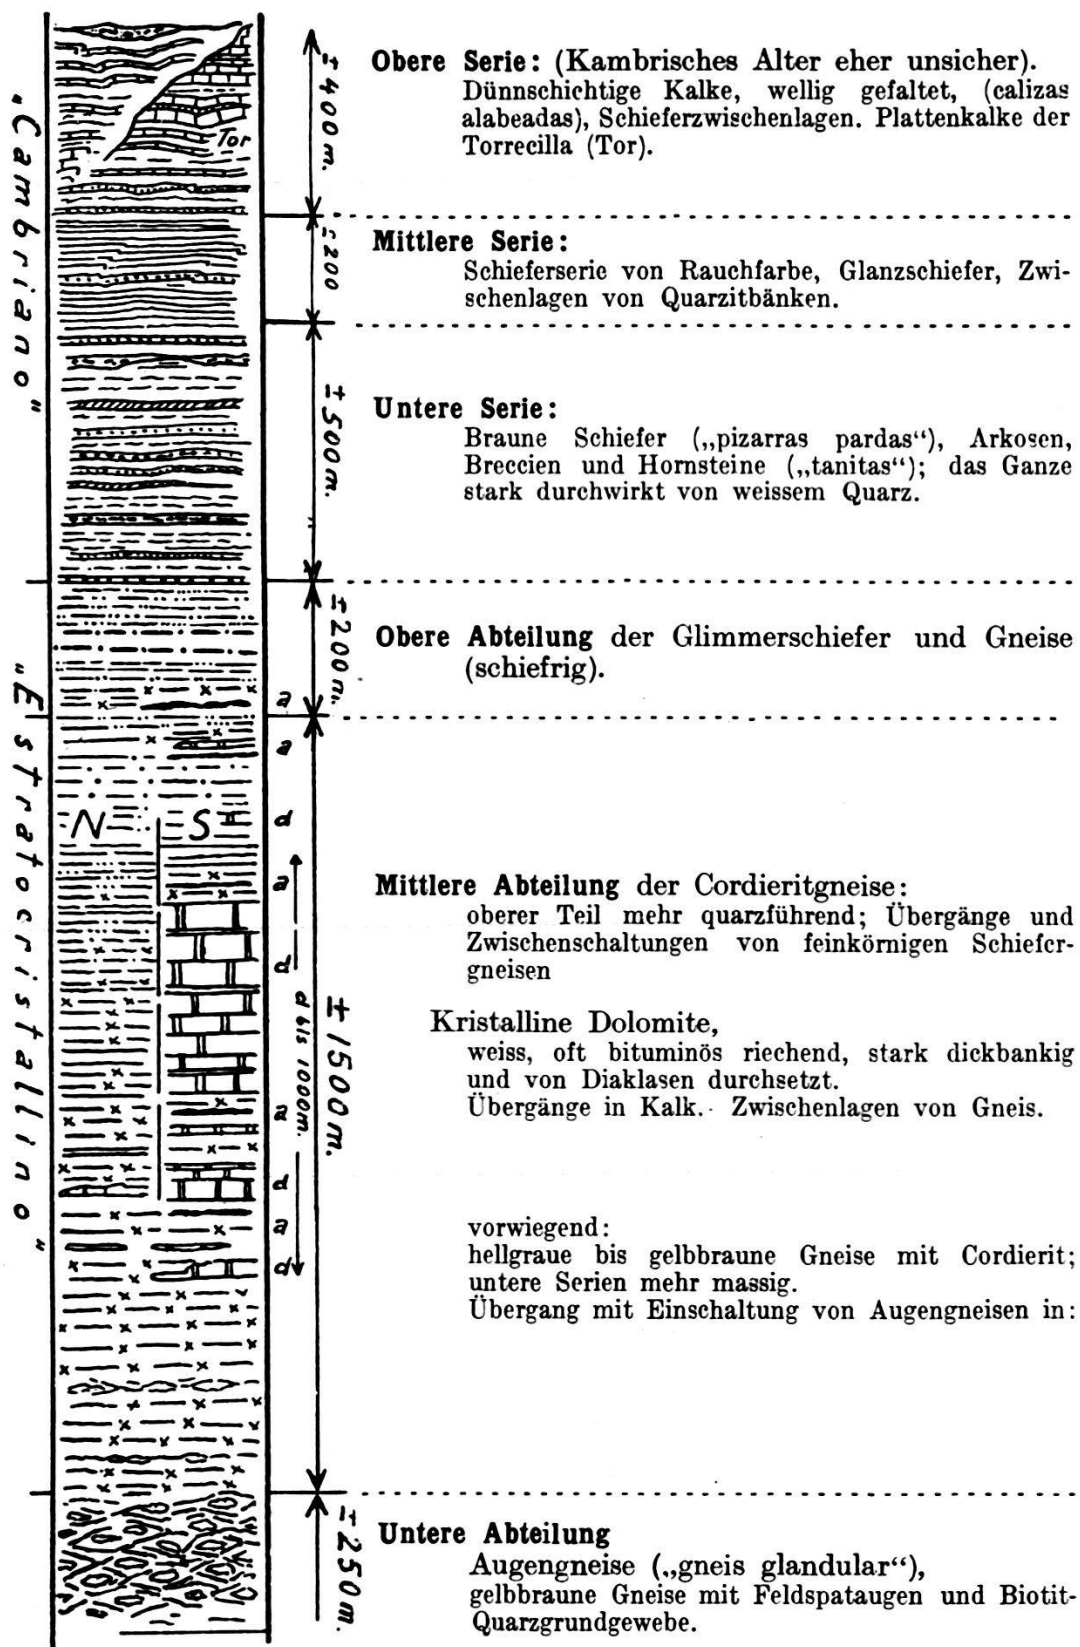 „Cambriano"
„Estratocristallino"
± 400 m.
Tor
Obere Serie: (Kambrisches Alter eher unsicher).
Dünnschichtige Kalke, wellig gefaltet, (calizas
alabeadas), Schieferzwischenlagen. Plattenkalke der
Torrecilla (Tor).
± 200
Mittlere Serie:
Schieferserie von Rauchfarbe, Glanzschiefer, Zwi-
schenlagen von Quarzitbänken.
± 500 m.
Untere Serie:
Braune Schiefer („pizarras pardas“), Arkosen,
Breccien und Hornsteine („tanitas“); das Ganze
stark durchwirkt von weissem Quarz.
± 200 m.
Obere Abteilung der Glimmerschiefer und Gneise
(schiefrig).
a
a
N S d
a
d
d bis 1000 m.
a
d
a
d
± 1500 m.
Mittlere Abteilung der Cordieritgneise:
oberer Teil mehr quarzführend; Übergänge und
Zwischenschaltungen von feinkörnigen Schiefer-
gneisen
Kristalline Dolomite,
weiss, oft bituminös riechend, stark dickbankig
und von Diaklasen durchsetzt.
Übergänge in Kalk. Zwischenlagen von Gneis.
vorwiegend:
hellgraue bis gelbbraune Gneise mit Cordierit;
untere Serien mehr massig.
Übergang mit Einschaltung von Augengneisen in:
± 250 m.
Untere Abteilung
Augengneise („gneis glandular“),
gelbbraune Gneise mit Feldspataugen und Biotit-
Quarzgrundgewebe.